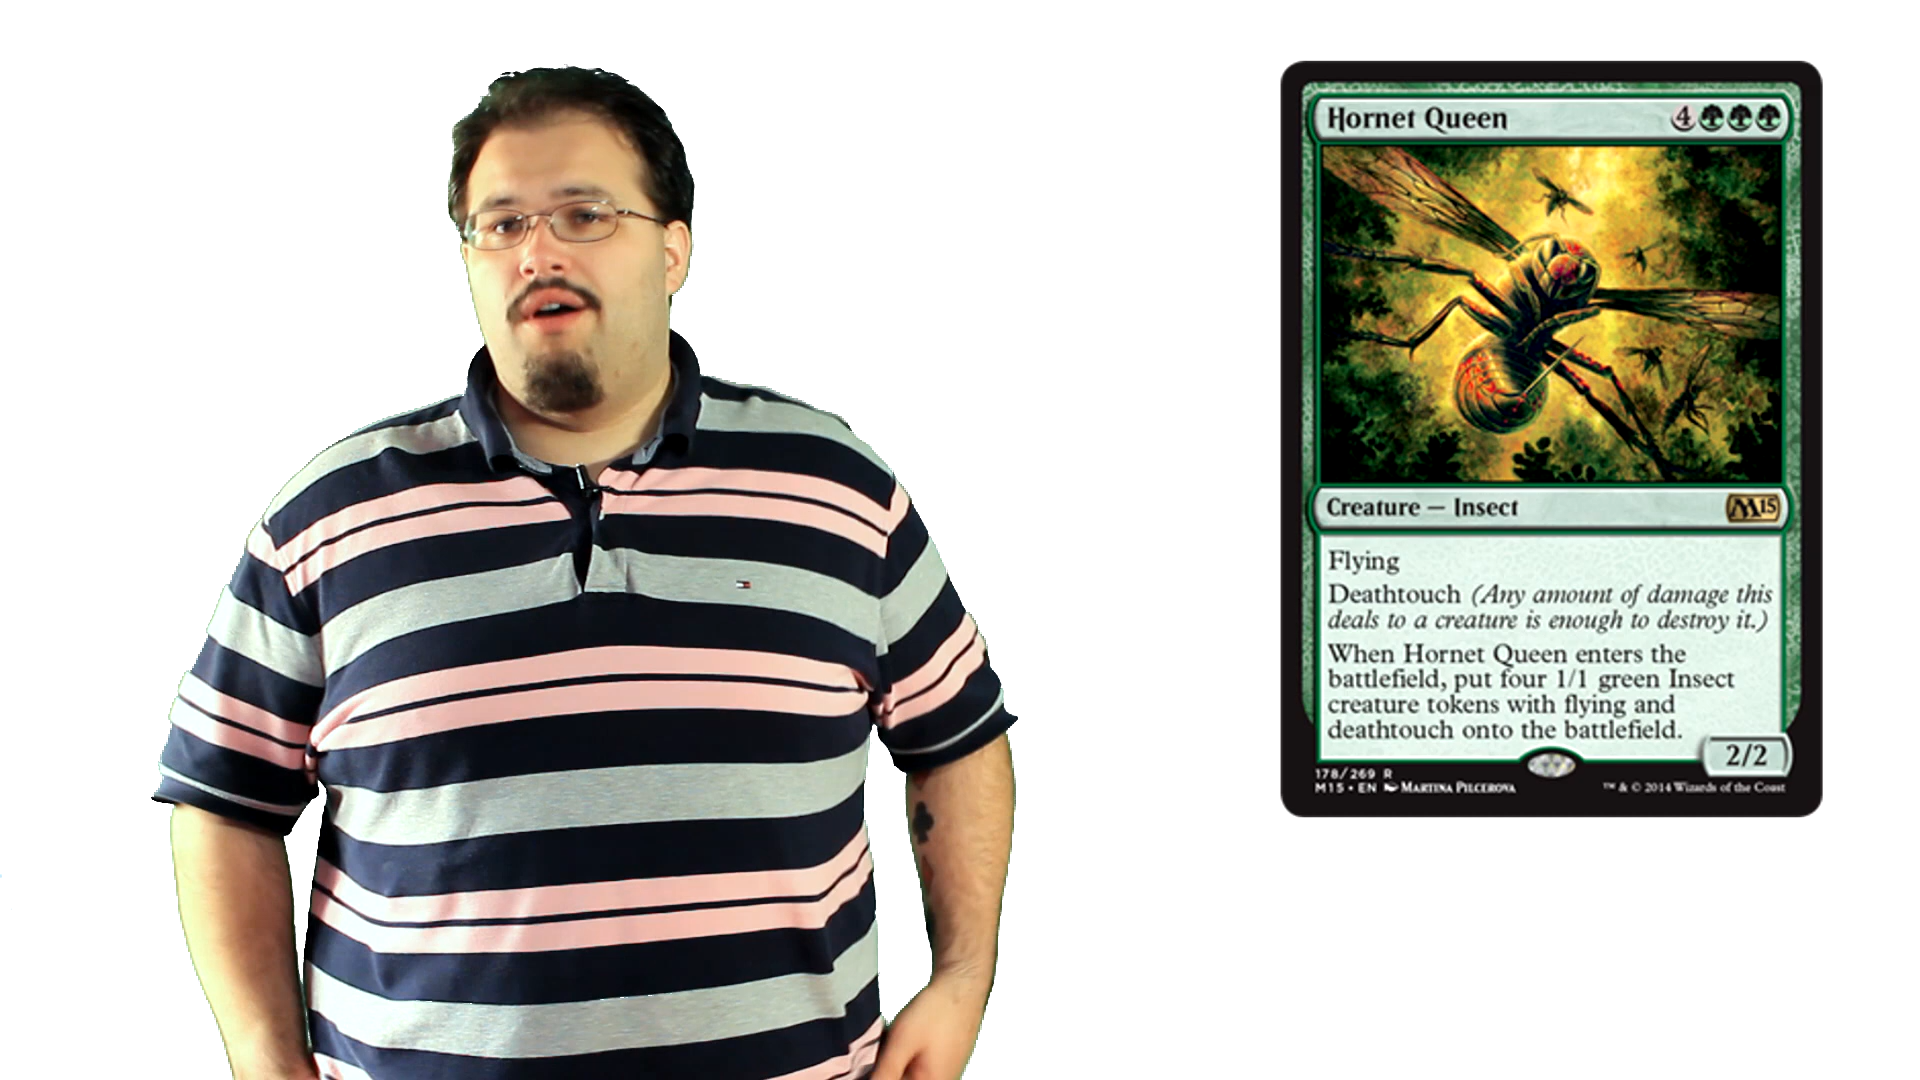 Hornet Queen 4
Creature — Insect
M15
Flying
Deathtouch (Any amount of damage this
deals to a creature is enough to destroy it.)
When Hornet Queen enters the
battlefield, put four 1/1 green Insect
creature tokens with flying and
deathtouch onto the battlefield.
2/2
178/269 R
M15 • EN MARTINA PILCEROVA
™ & © 2014 Wizards of the Coast